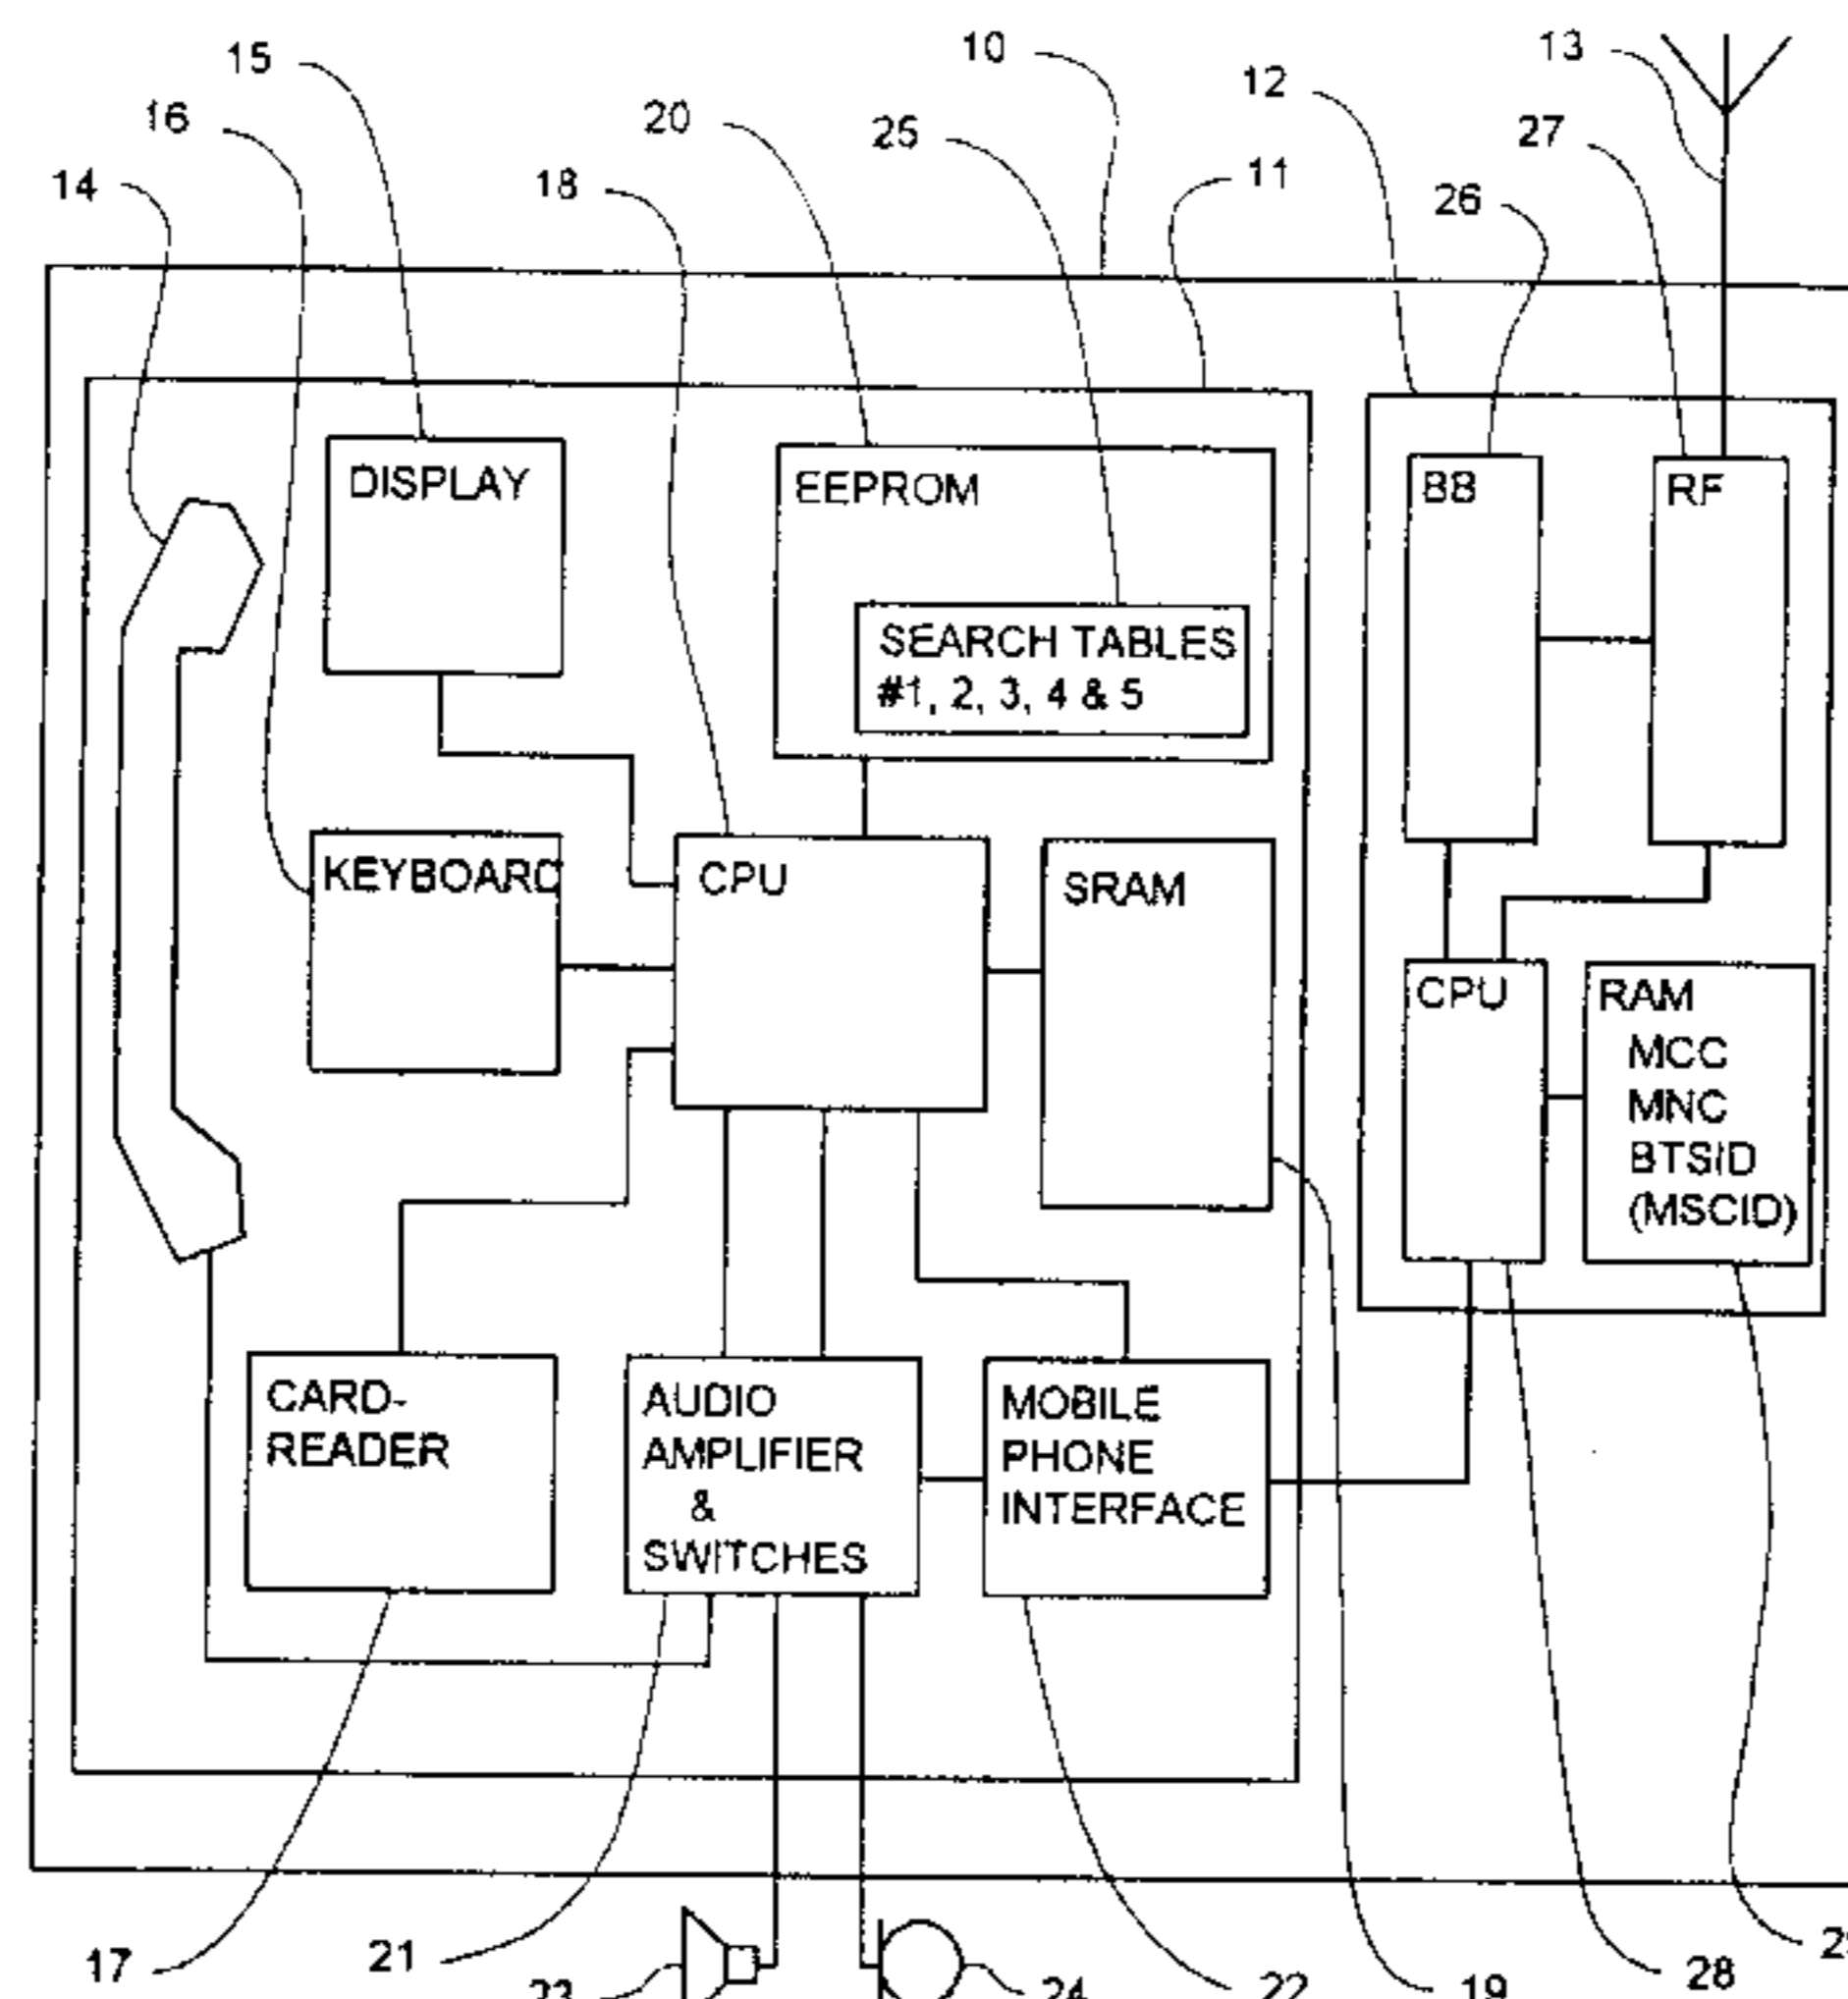 15
10
13
16
20
25
12
27
14
18
11
26
DISPLAY
EEPROM
BB
RF
SEARCH TABLES
#1, 2, 3, 4 & 5
KEYBOARD
CPU
SRAM
CPU
RAM
MCC
MNC
BTSID
(MSCID)
CARD-
READER
AUDIO
AMPLIFIER
&
SWITCHES
MOBILE
PHONE
INTERFACE
17
21
23
24
22
19
28